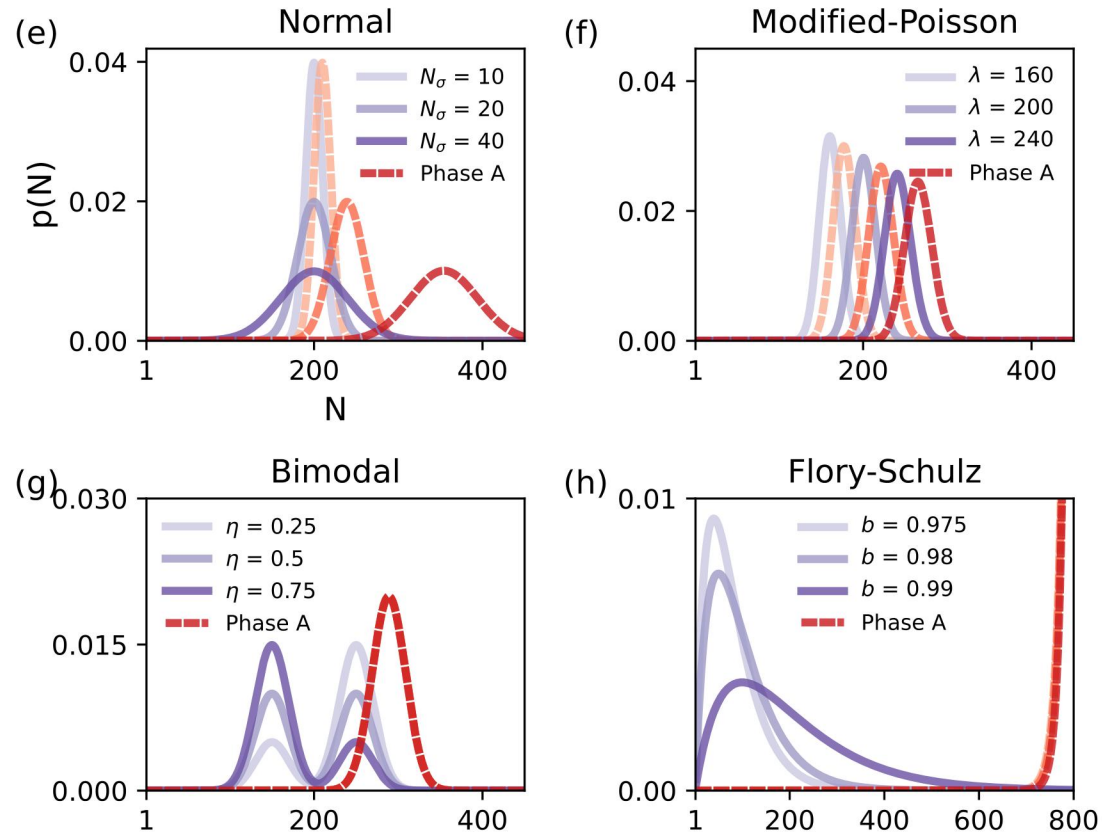 (e) Normal
0.04
0.02
0.00
p(N)
Nσ = 10
Nσ = 20
Nσ = 40
Phase A
1 200 400
N
(f) Modified-Poisson
0.04
0.02
0.00
λ = 160
λ = 200
λ = 240
Phase A
1 200 400
(g) Bimodal
0.030
0.015
0.000
η = 0.25
η = 0.5
η = 0.75
Phase A
1 200 400
(h) Flory-Schulz
0.01
0.00
b = 0.975
b = 0.98
b = 0.99
Phase A
1 200 400 600 800